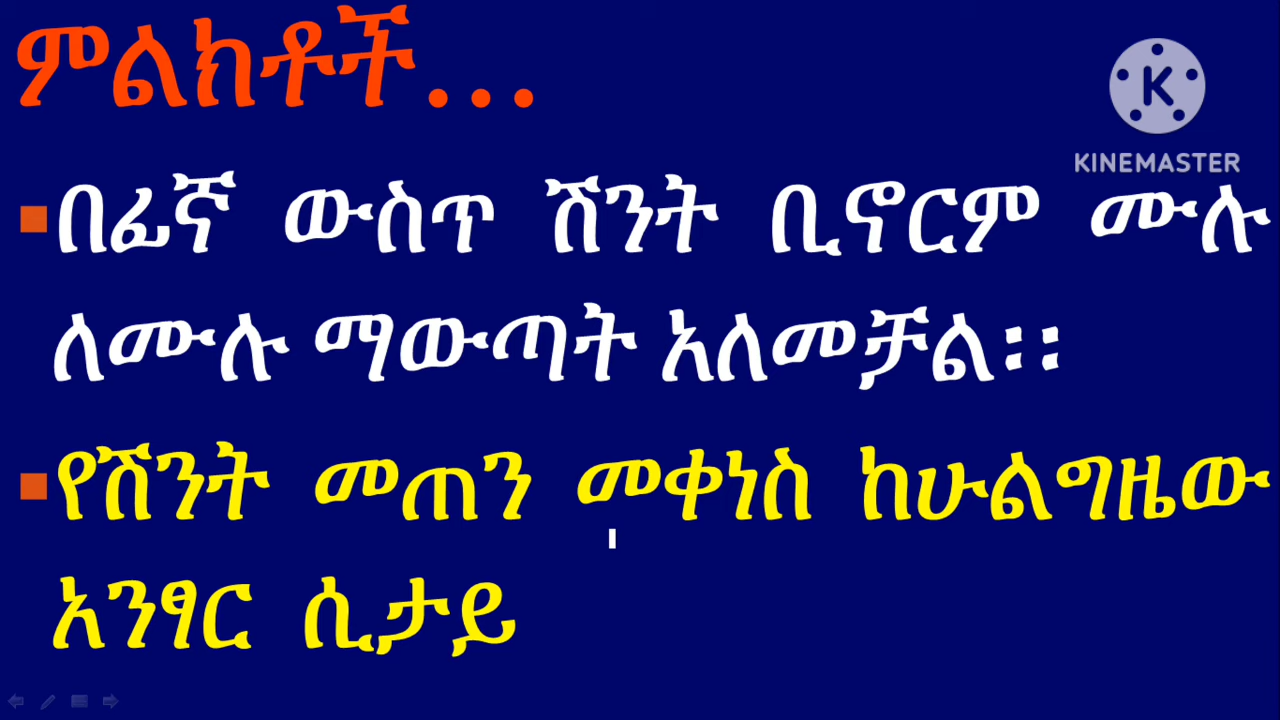 ምልክቶች...
K
KINEMASTER
▪በፊኛ ውስጥ ሽንት ቢኖርም ሙሉ
ለሙሉ ማውጣት አለመቻል፡፡
▪የሽንት መጠን መቀነስ ከሁልግዜው
አንፃር ሲታይ